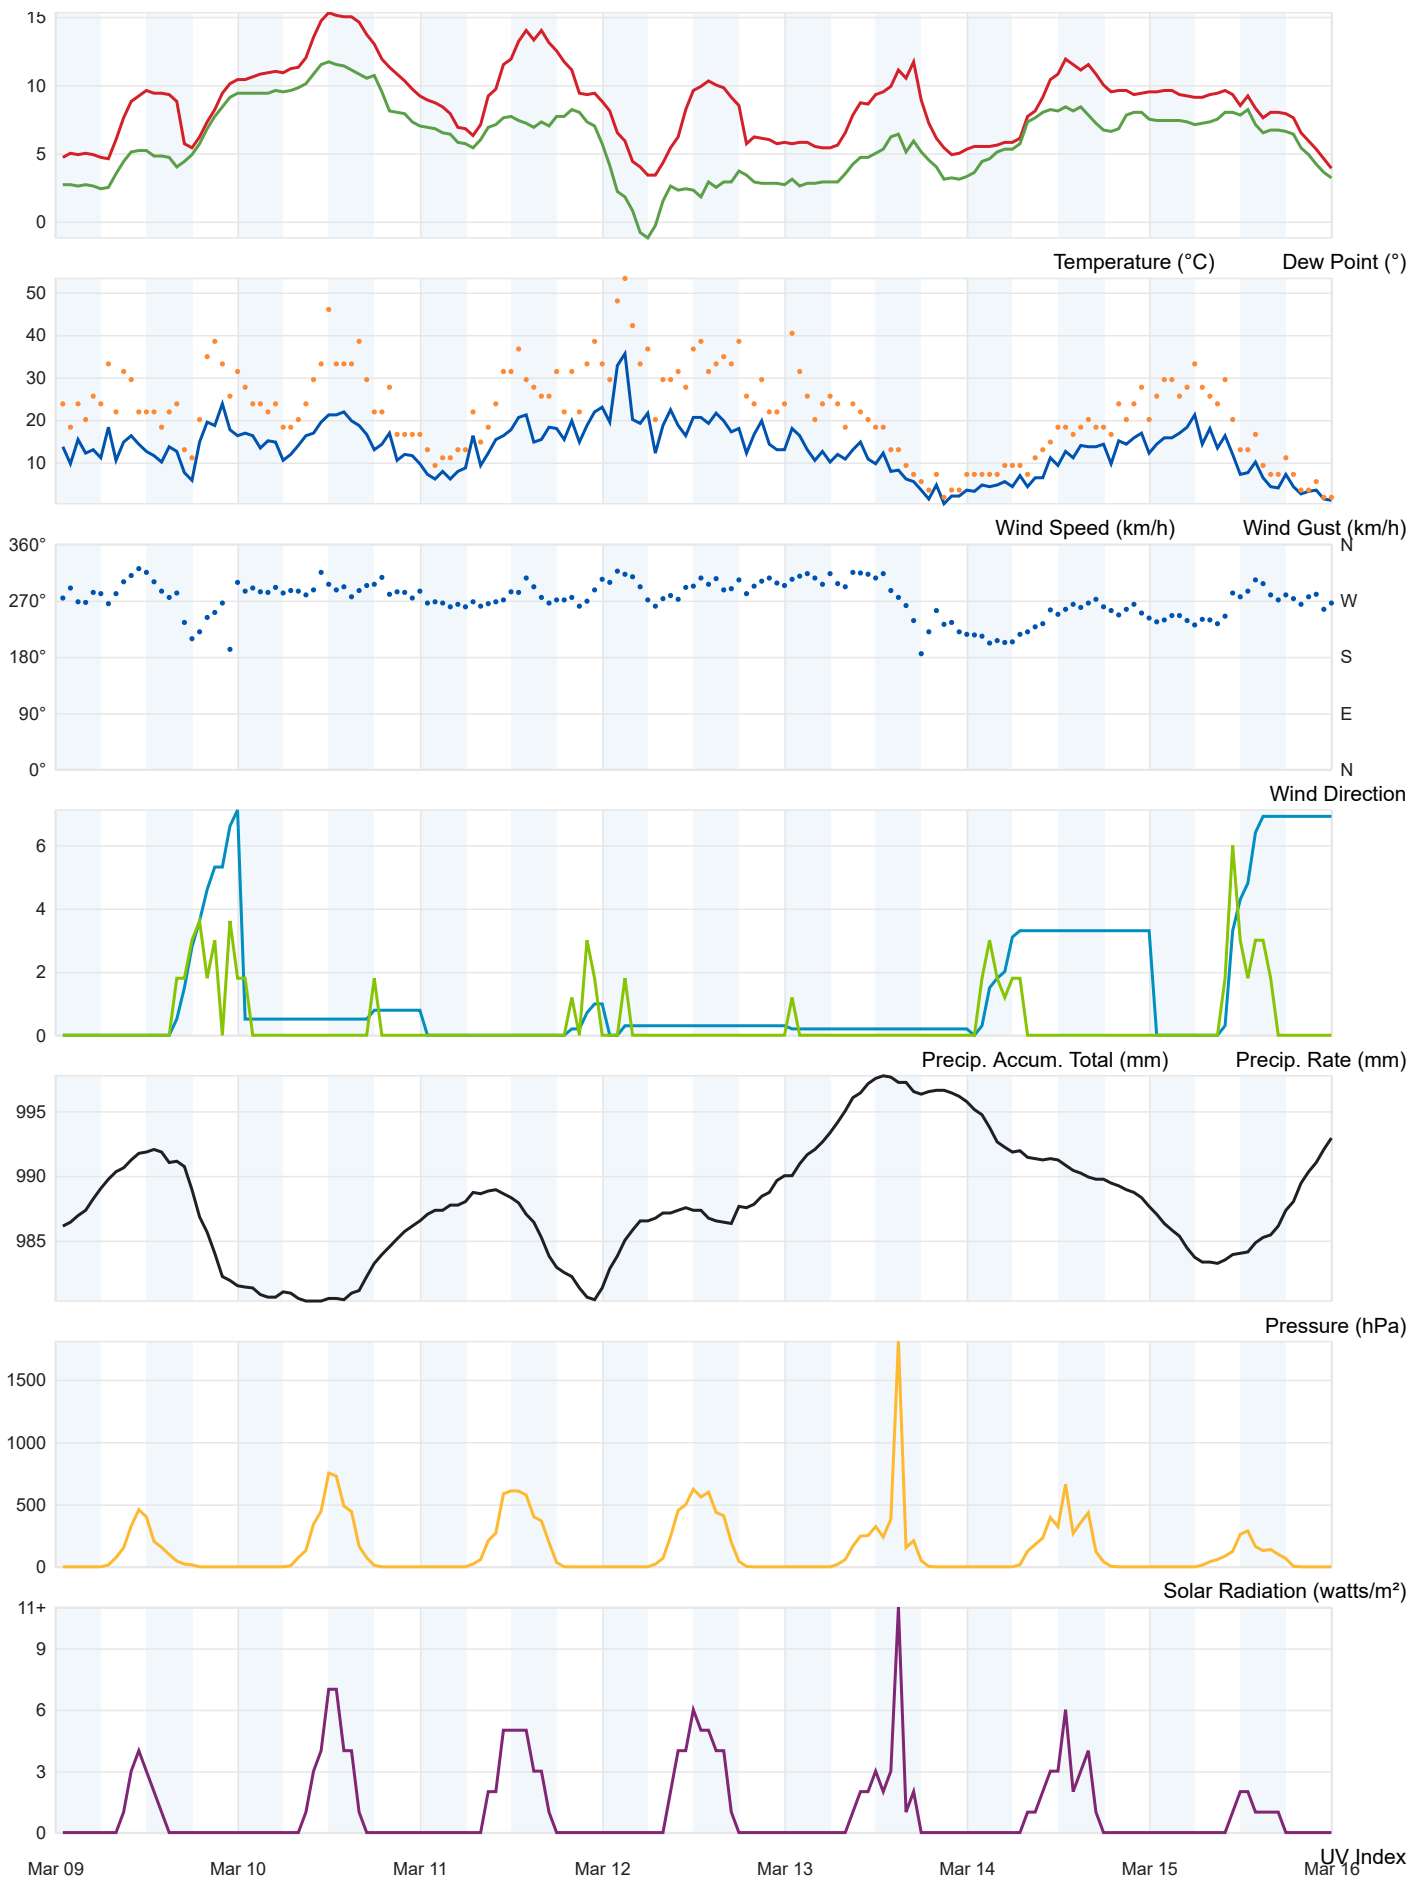 15
10
5
0
Temperature (°C) Dew Point (°)
50
40
30
20
10
Wind Speed (km/h) Wind Gust (km/h)
360° N
270° W
180° S
90° E
0° N
Wind Direction
6
4
2
0
Precip. Accum. Total (mm) Precip. Rate (mm)
995
990
985
Pressure (hPa)
1500
1000
500
0
Solar Radiation (watts/m²)
11+
9
6
3
0
UV Index
Mar 09 Mar 10 Mar 11 Mar 12 Mar 13 Mar 14 Mar 15 Mar 16